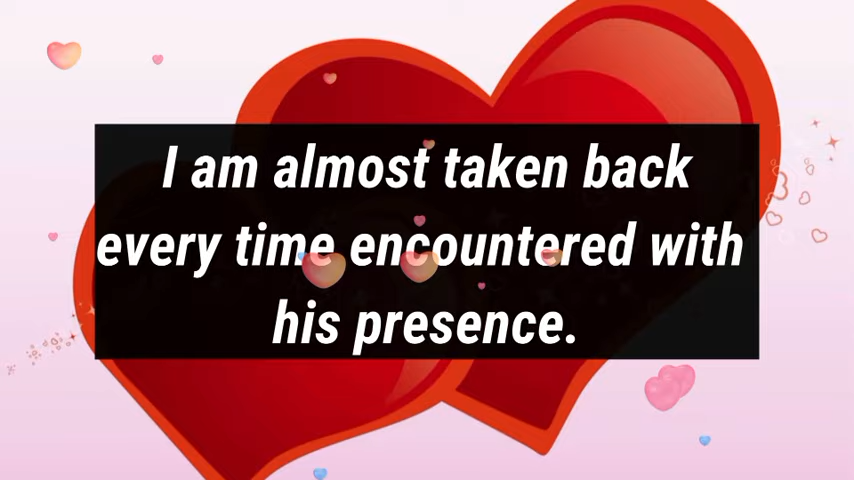 I am almost taken back
every time encountered with
his presence.